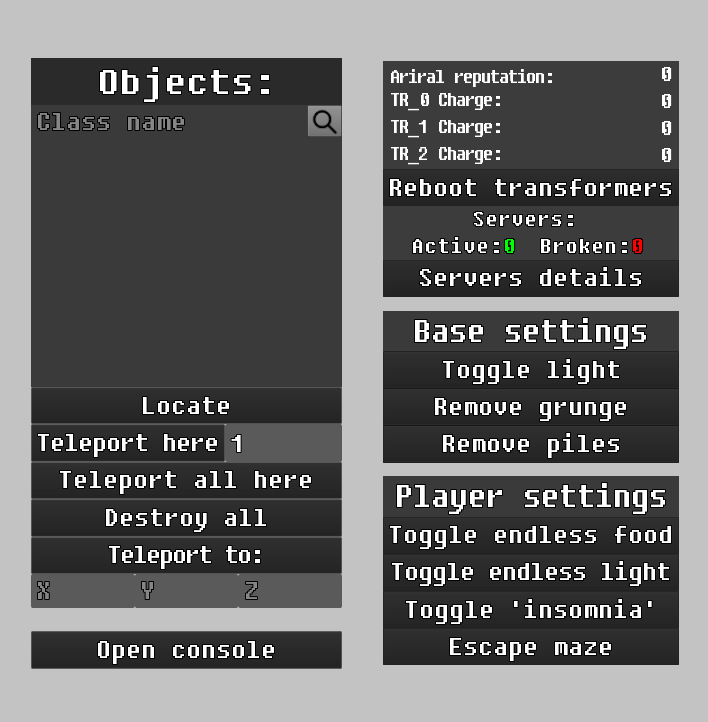 Objects:
Class name
Locate
Teleport here 1
Teleport all here
Destroy all
Teleport to:
X Y Z
Open console
Ariral reputation: 0
TR_0 Charge: 0
TR_1 Charge: 0
TR_2 Charge: 0
Reboot transformers
Servers:
Active:0 Broken:0
Servers details
Base settings
Toggle light
Remove grunge
Remove piles
Player settings
Toggle endless food
Toggle endless light
Toggle 'insomnia'
Escape maze